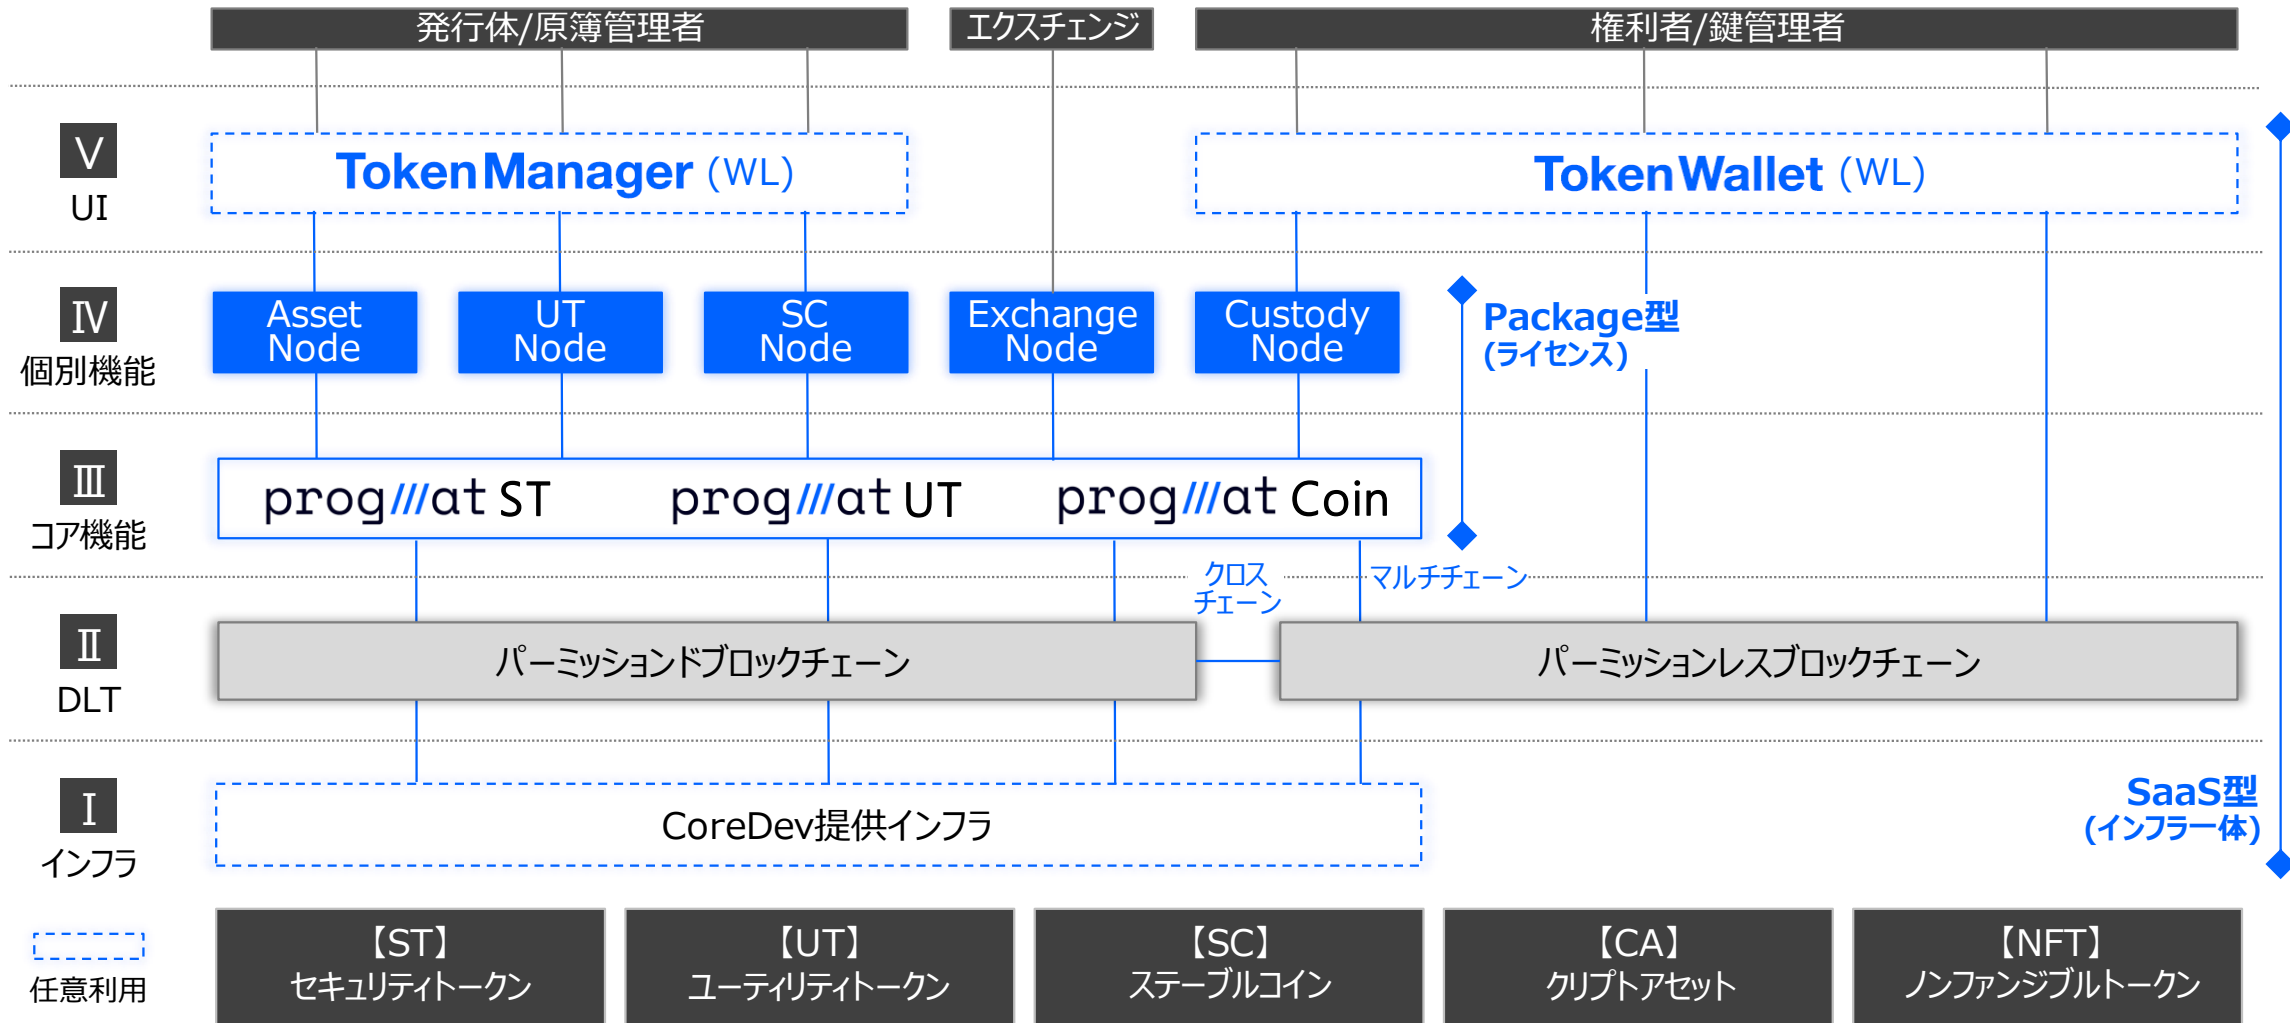 発行体/原簿管理者
エクスチェンジ
権利者/鍵管理者
Ⅴ
UI
TokenManager (WL)
TokenWallet (WL)
Ⅳ
個別機能
Asset
Node
UT
Node
SC
Node
Exchange
Node
Custody
Node
Package型
(ライセンス)
Ⅲ
コア機能
prog///at ST
prog///at UT
prog///at Coin
クロス
チェーン
マルチチェーン
Ⅱ
DLT
パーミッションドブロックチェーン
パーミッションレスブロックチェーン
Ⅰ
インフラ
CoreDev提供インフラ
SaaS型
(インフラ一体)
任意利用
【ST】
セキュリティトークン
【UT】
ユーティリティトークン
【SC】
ステーブルコイン
【CA】
クリプトアセット
【NFT】
ノンファンジブルトークン